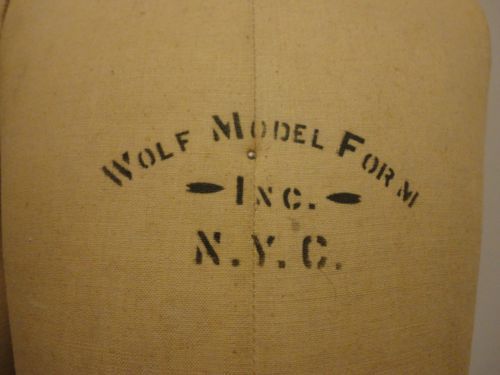 Wolf Model Form
Inc.
N.Y.C.